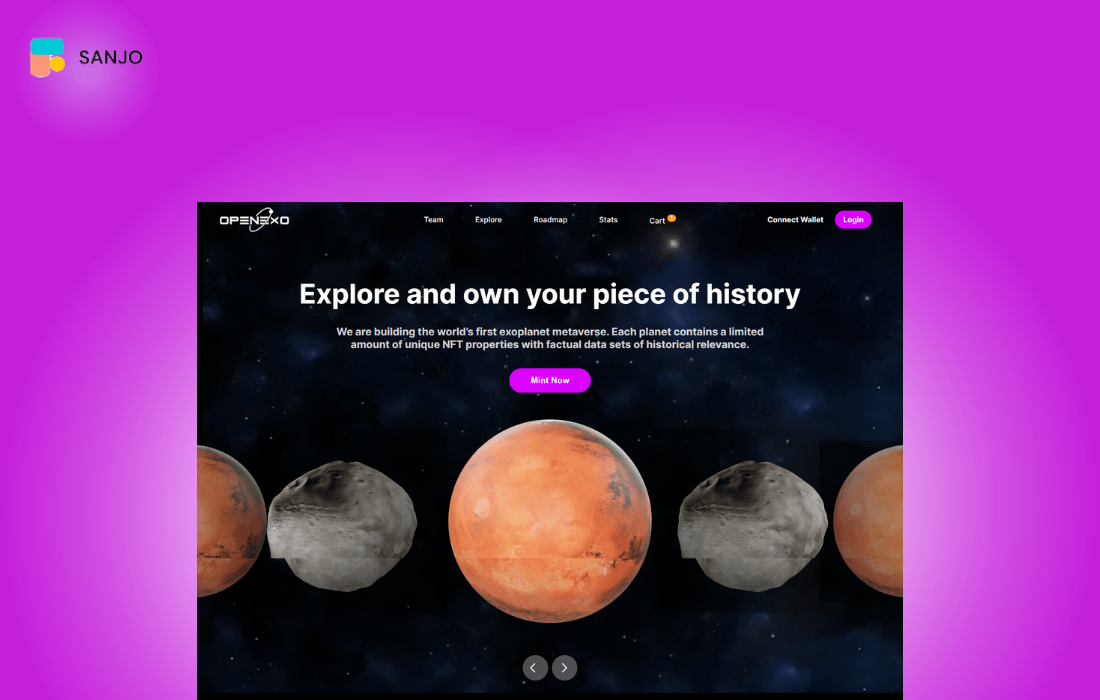 SANJO
OPENEXO
Team Explore Roadmap Stats Cart Connect Wallet Login
Explore and own your piece of history
We are building the world's first exoplanet metaverse. Each planet contains a limited
amount of unique NFT properties with factual data sets of historical relevance.
Mint Now